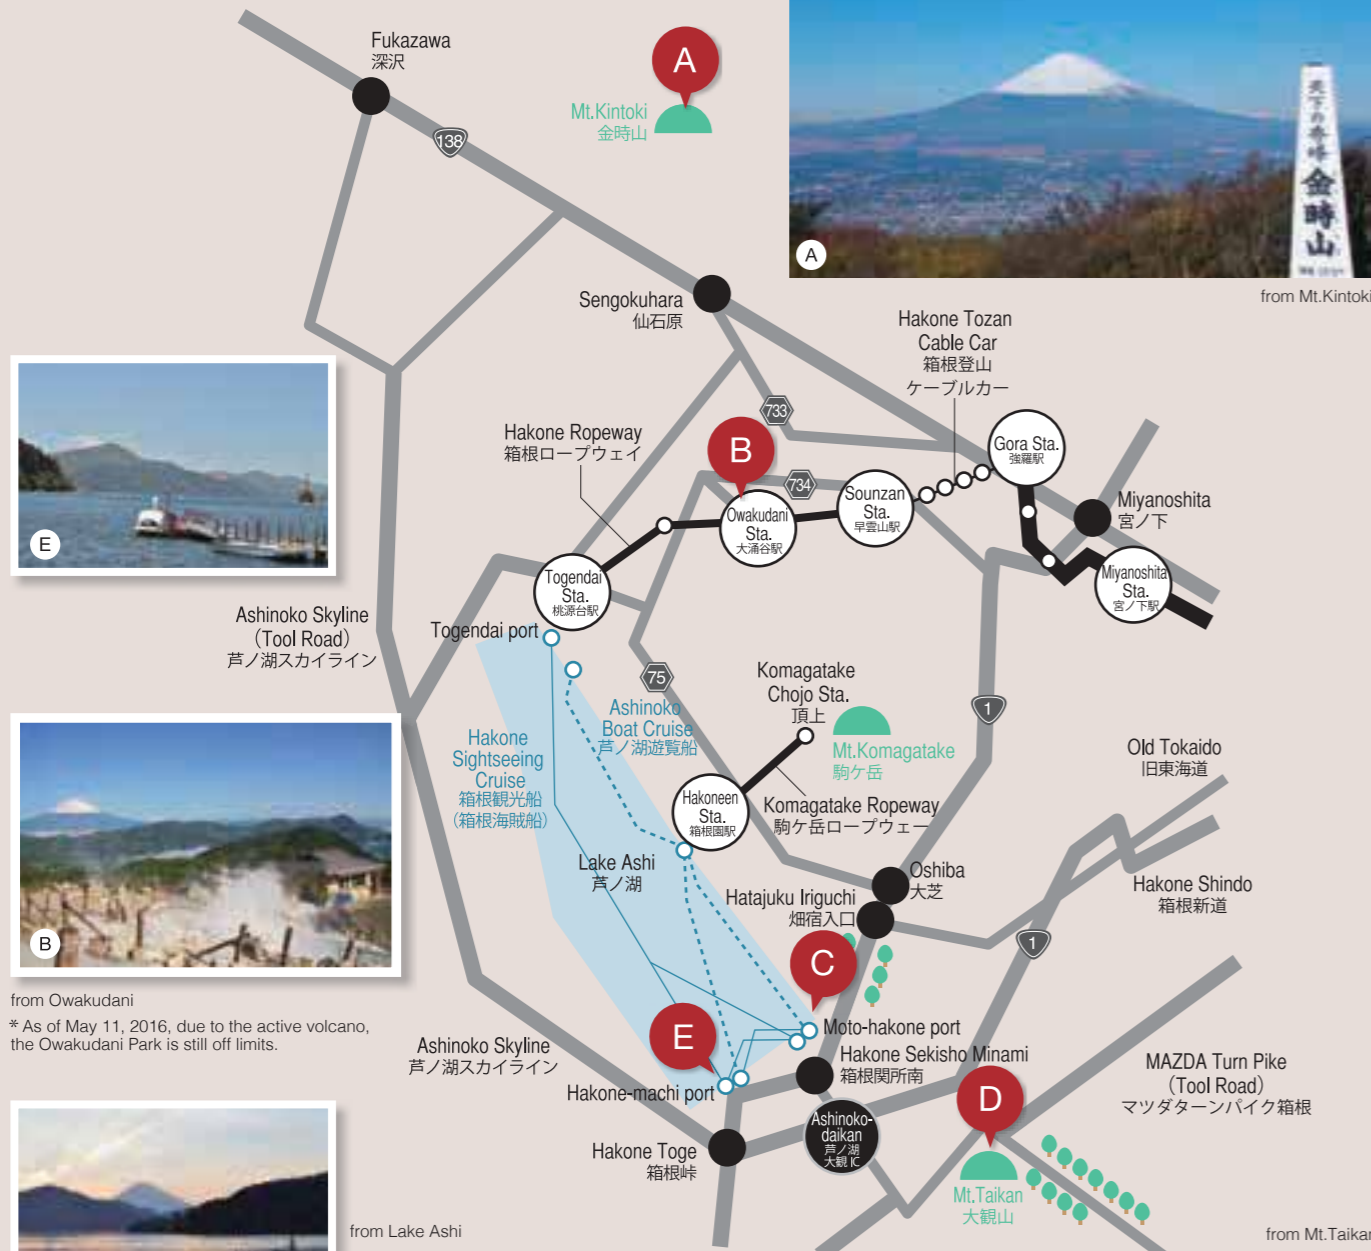 Fukazawa
深沢
A
Mt.Kintoki
金時山
138
天下の秀峰
金時山
A
from Mt.Kintoki
Sengokuhara
仙石原
Hakone Tozan
Cable Car
箱根登山
ケーブルカー
733
Hakone Ropeway
箱根ロープウェイ
B
734
Gora Sta.
強羅駅
Sounzan
Sta.
早雲山駅
Owakudani
Sta.
大涌谷駅
Miyanoshita
宮ノ下
Miyanoshita
Sta.
宮ノ下駅
Togendai
Sta.
桃源台駅
E
Ashinoko Skyline
(Tool Road)
芦ノ湖スカイライン
Togendai port
75
Komagatake
Chojo Sta.
頂上
Ashinoko
Boat Cruise
芦ノ湖遊覧船
Hakone
Sightseeing
Cruise
箱根観光船
(箱根海賊船)
Mt.Komagatake
駒ケ岳
1
Old Tokaido
旧東海道
Hakoneen
Sta.
箱根園駅
Komagatake Ropeway
駒ケ岳ロープウェー
Lake Ashi
芦ノ湖
Oshiba
大芝
Hatajuku Iriguchi
畑宿入口
Hakone Shindo
箱根新道
1
B
from Owakudani
* As of May 11, 2016, due to the active volcano,
the Owakudani Park is still off limits.
C
E
Moto-hakone port
Hakone Sekisho Minami
箱根関所南
Ashinoko Skyline
芦ノ湖スカイライン
Hakone-machi port
MAZDA Turn Pike
(Tool Road)
マツダターンパイク箱根
D
Ashinoko-
daikan
芦ノ湖
大観 IC
Hakone Toge
箱根峠
Mt.Taikan
大観山
from Lake Ashi
from Mt.Taikan